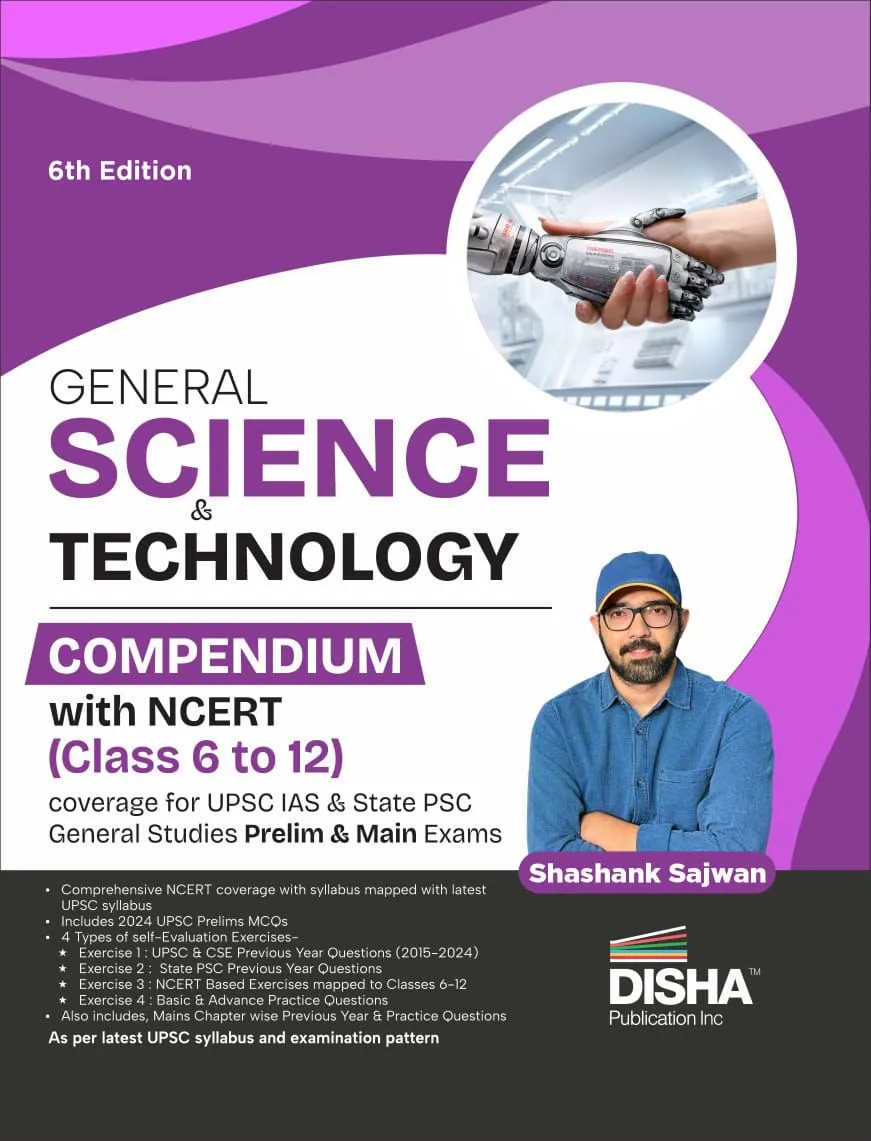 6th Edition
GENERAL
SCIENCE
&
TECHNOLOGY
COMPENDIUM
with NCERT
(Class 6 to 12)
coverage for UPSC IAS & State PSC
General Studies Prelim & Main Exams
Shashank Sajwan
• Comprehensive NCERT coverage with syllabus mapped with latest
UPSC syllabus
• Includes 2024 UPSC Prelims MCQs
• 4 Types of self-Evaluation Exercises-
★ Exercise 1 : UPSC & CSE Previous Year Questions (2015-2024)
★ Exercise 2 : State PSC Previous Year Questions
★ Exercise 3 : NCERT Based Exercises mapped to Classes 6-12
★ Exercise 4 : Basic & Advance Practice Questions
• Also includes, Mains Chapter wise Previous Year & Practice Questions
As per latest UPSC syllabus and examination pattern
DISHA™
Publication Inc